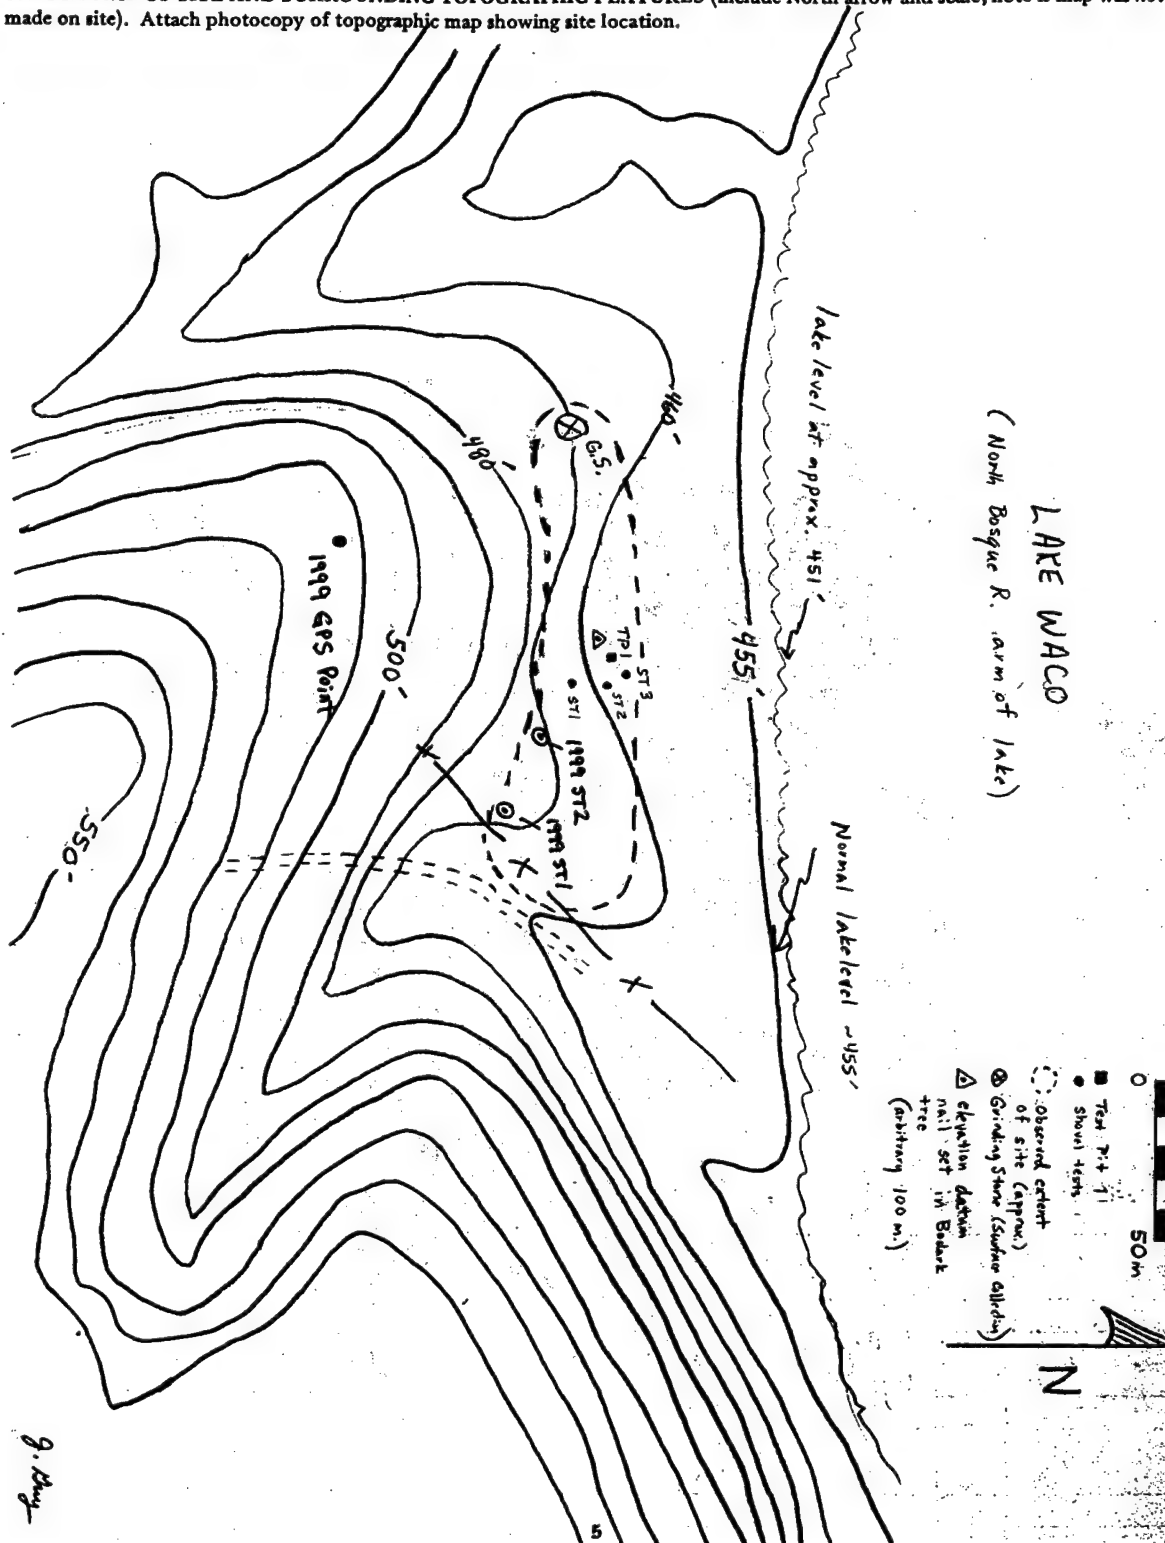 made on site). Attach photocopy of topographic map showing site location.
LAKE WACO
(North Bosque R. arm of lake)
lake level at approx. 451'
Normal lake level ~455'
460'
480'
G.S.
455'
TP1
ST3
ST2
ST1
1999 GPS Point
500'
1999 ST2
1999 ST1
550'
0
50m
Test Pit 1
shovel tests
observed extent
of site (approx.)
Grinding Stone (surface collection)
elevation datum
nail set in Bodark
tree
(arbitrary 100 m.)
N
5